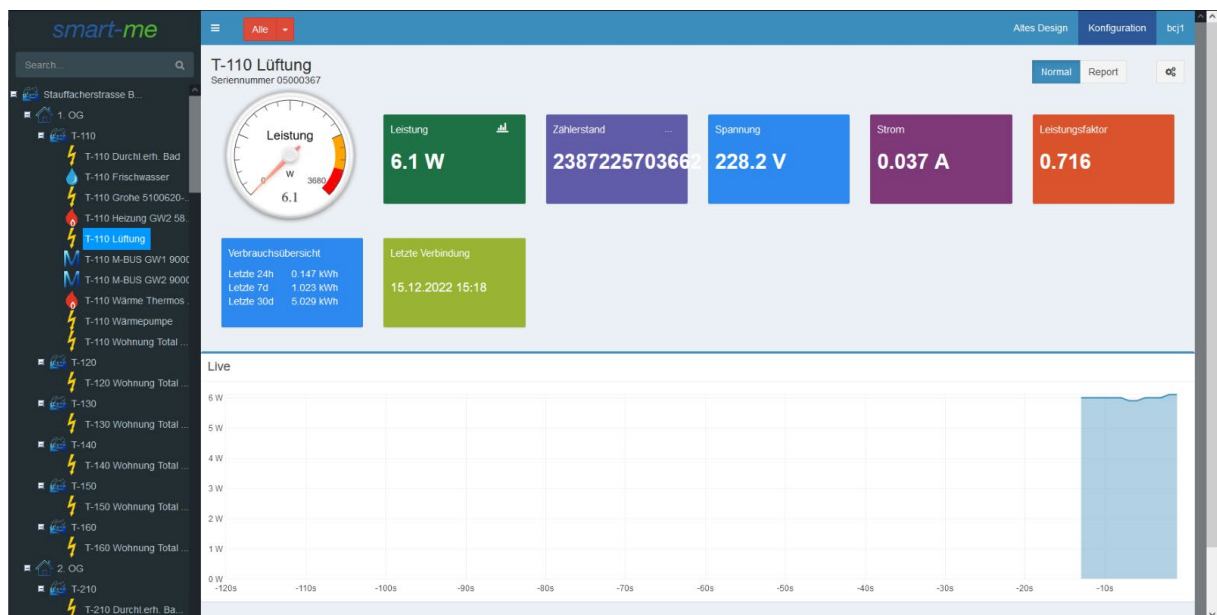 smart-me
Alle
Altes Design Konfiguration bcj1
Search...
Stauffacherstrasse B...
1. OG
T-110
T-110 Durchl.erh. Bad
T-110 Frischwasser
T-110 Grohe 5100620-..
T-110 Heizung GW2 58.
T-110 Lüftung
T-110 M-BUS GW1 9000
T-110 M-BUS GW2 9000
T-110 Wärme Thermos .
T-110 Wärmepumpe
T-110 Wohnung Total ...
T-120
T-120 Wohnung Total ...
T-130
T-130 Wohnung Total ...
T-140
T-140 Wohnung Total ...
T-150
T-150 Wohnung Total ...
T-160
T-160 Wohnung Total ...
2. OG
T-210
T-210 Durchl.erh. Ba...
T-110 Lüftung
Seriennummer 05000367
Normal Report
Leistung
0 W 3680
6.1
Leistung
6.1 W
Zählerstand ...
2387225703662
Spannung
228.2 V
Strom
0.037 A
Leistungsfaktor
0.716
Verbrauchsübersicht
Letzte 24h 0.147 kWh
Letzte 7d 1.023 kWh
Letzte 30d 5.029 kWh
Letzte Verbindung
15.12.2022 15:18
Live
6 W
5 W
4 W
3 W
2 W
1 W
0 W
-120s -110s -100s -90s -80s -70s -60s -50s -40s -30s -20s -10s